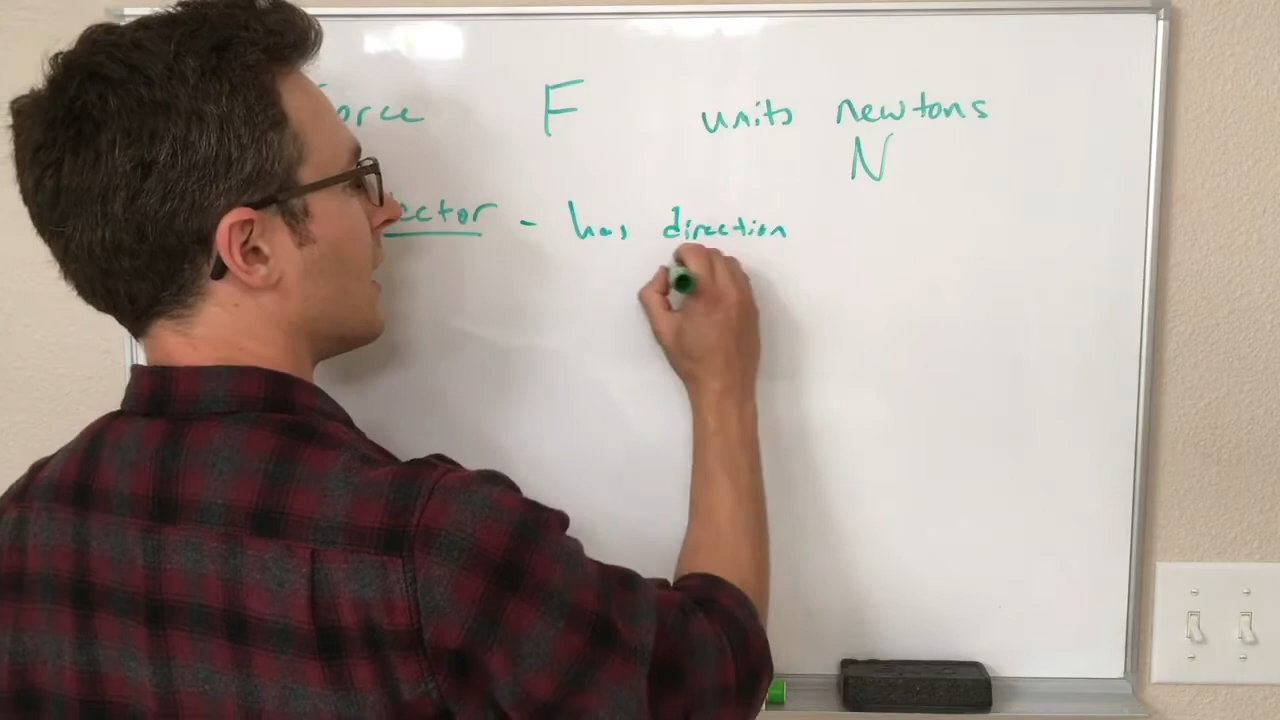 orce F units newtons
N
ector - has direction